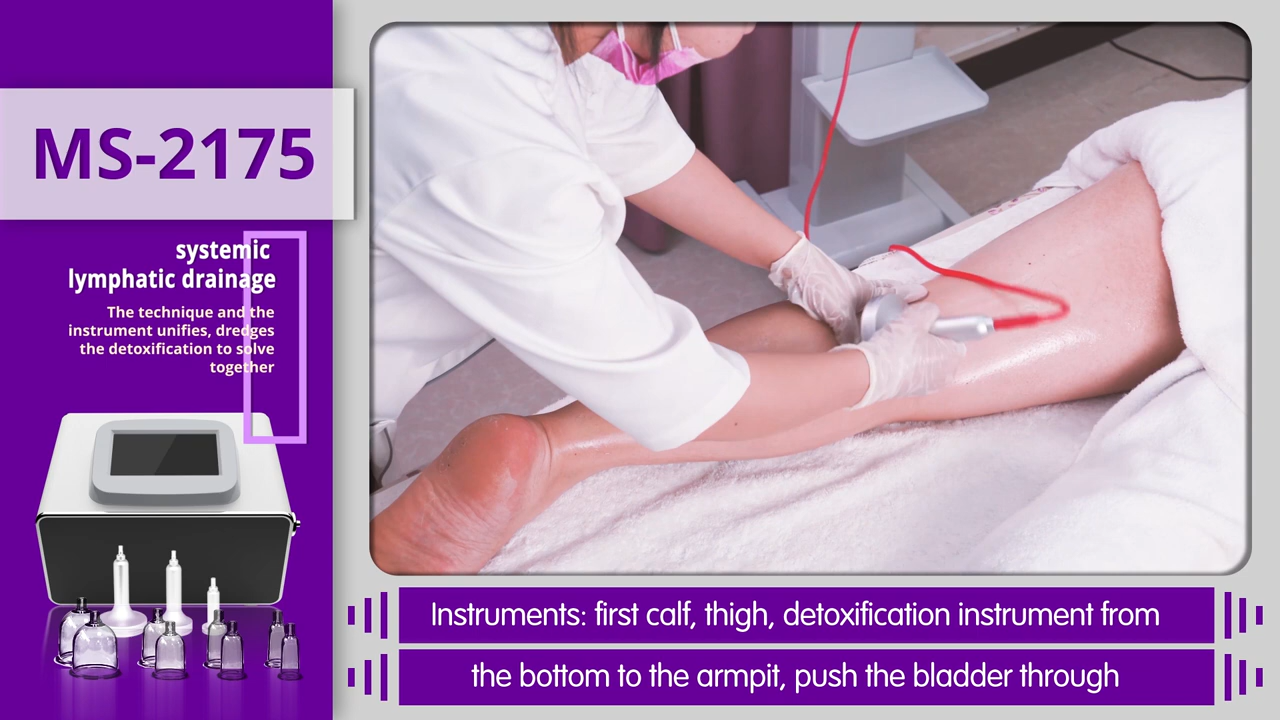 MS-2175
systemic
lymphatic drainage
The technique and the
instrument unifies, dredges
the detoxification to solve
together
Instruments: first calf, thigh, detoxification instrument from
the bottom to the armpit, push the bladder through